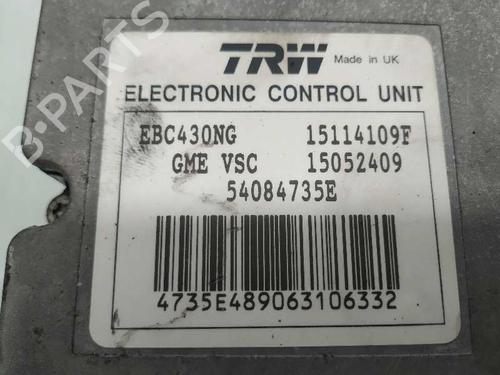 TRW Made in UK
ELECTRONIC CONTROL UNIT
EBC430NG 15114109F
GME VSC 15052409
54084735E
4735E489063106332
B-PARTS